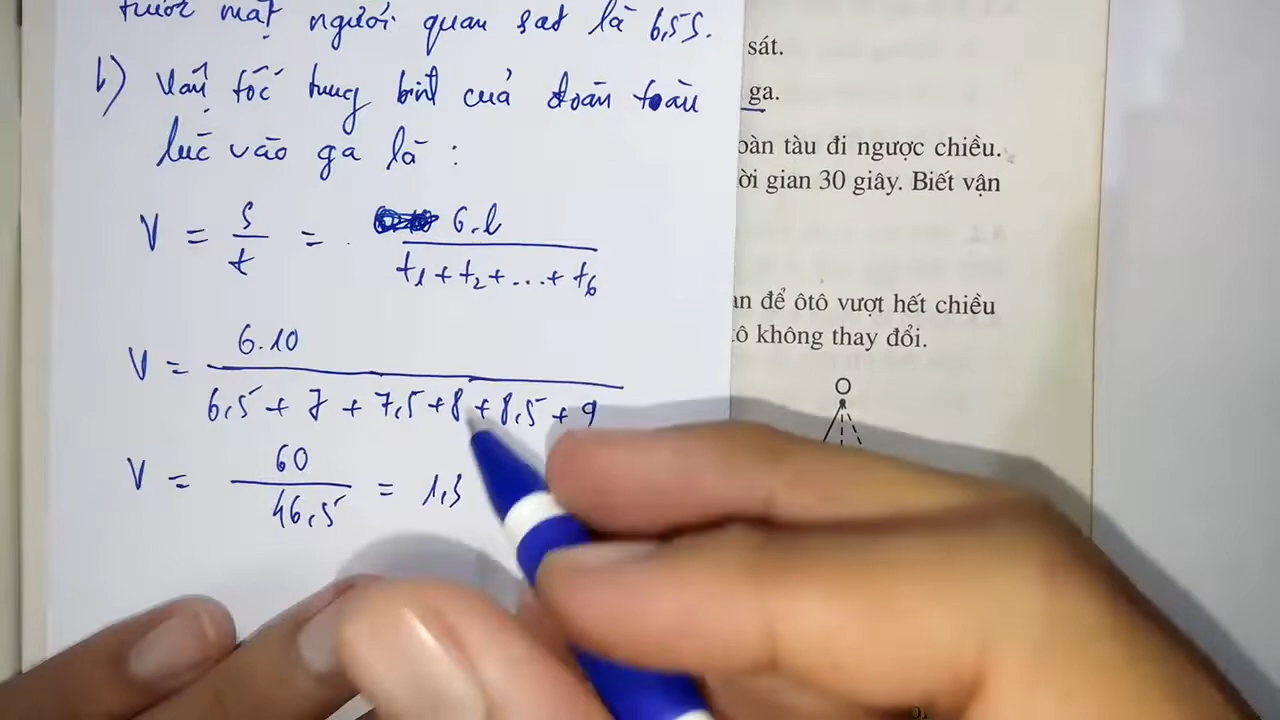 trước mặt người quan sát là 6,5s.
b) Vận tốc trung bình của đoàn toàu
lúc vào ga là :
V = s/t = 6.l / (t1 + t2 + ... + t6)
V = 6.10 / (6,5 + 7 + 7,5 + 8 + 8,5 + 9)
V = 60 / 46,5 = 1,3
sát.
ga.
oàn tàu đi ngược chiều.
ời gian 30 giây. Biết vận
an để ôtô vượt hết chiều
tô không thay đổi.
O